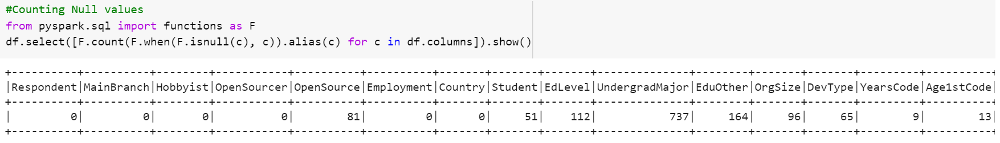 #Counting Null values
from pyspark.sql import functions as F
df.select([F.count(F.when(F.isnull(c), c)).alias(c) for c in df.columns]).show()
+----------+----------+--------+-----------+----------+----------+-------+-------+-------+--------------+--------+-------+-------+---------+----------+
|Respondent|MainBranch|Hobbyist|OpenSourcer|OpenSource|Employment|Country|Student|EdLevel|UndergradMajor|EduOther|OrgSize|DevType|YearsCode|Age1stCode|
+----------+----------+--------+-----------+----------+----------+-------+-------+-------+--------------+--------+-------+-------+---------+----------+
|         0|         0|       0|          0|        81|         0|      0|     51|    112|           737|     164|     96|     65|        9|        13|
+----------+----------+--------+-----------+----------+----------+-------+-------+-------+--------------+--------+-------+-------+---------+----------+